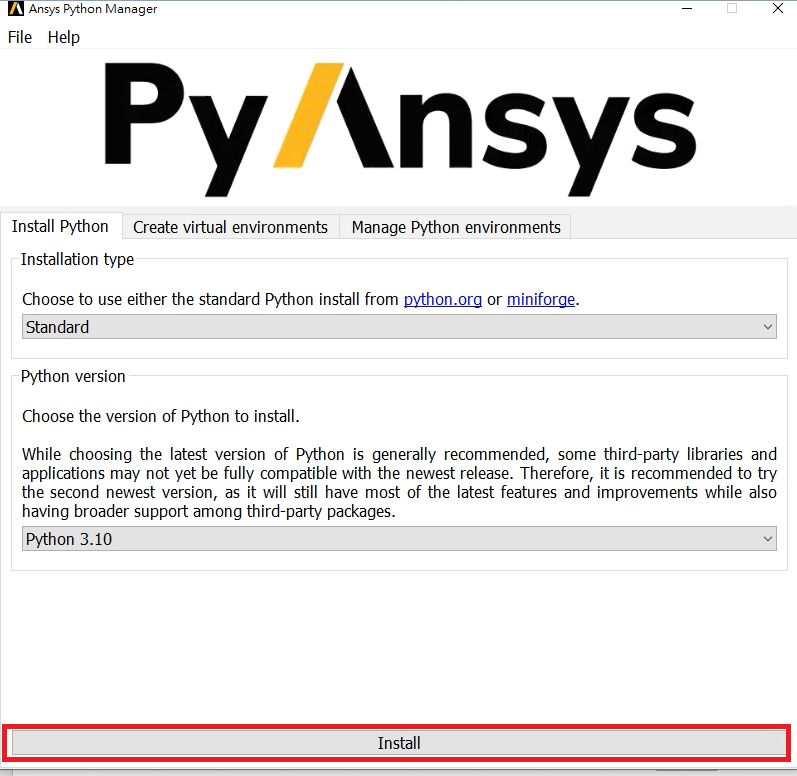 Ansys Python Manager
File Help
PyAnsys
Install Python Create virtual environments Manage Python environments
Installation type
Choose to use either the standard Python install from python.org or miniforge.
Standard
Python version
Choose the version of Python to install.
While choosing the latest version of Python is generally recommended, some third-party libraries and
applications may not yet be fully compatible with the newest release. Therefore, it is recommended to try
the second newest version, as it will still have most of the latest features and improvements while also
having broader support among third-party packages.
Python 3.10
Install